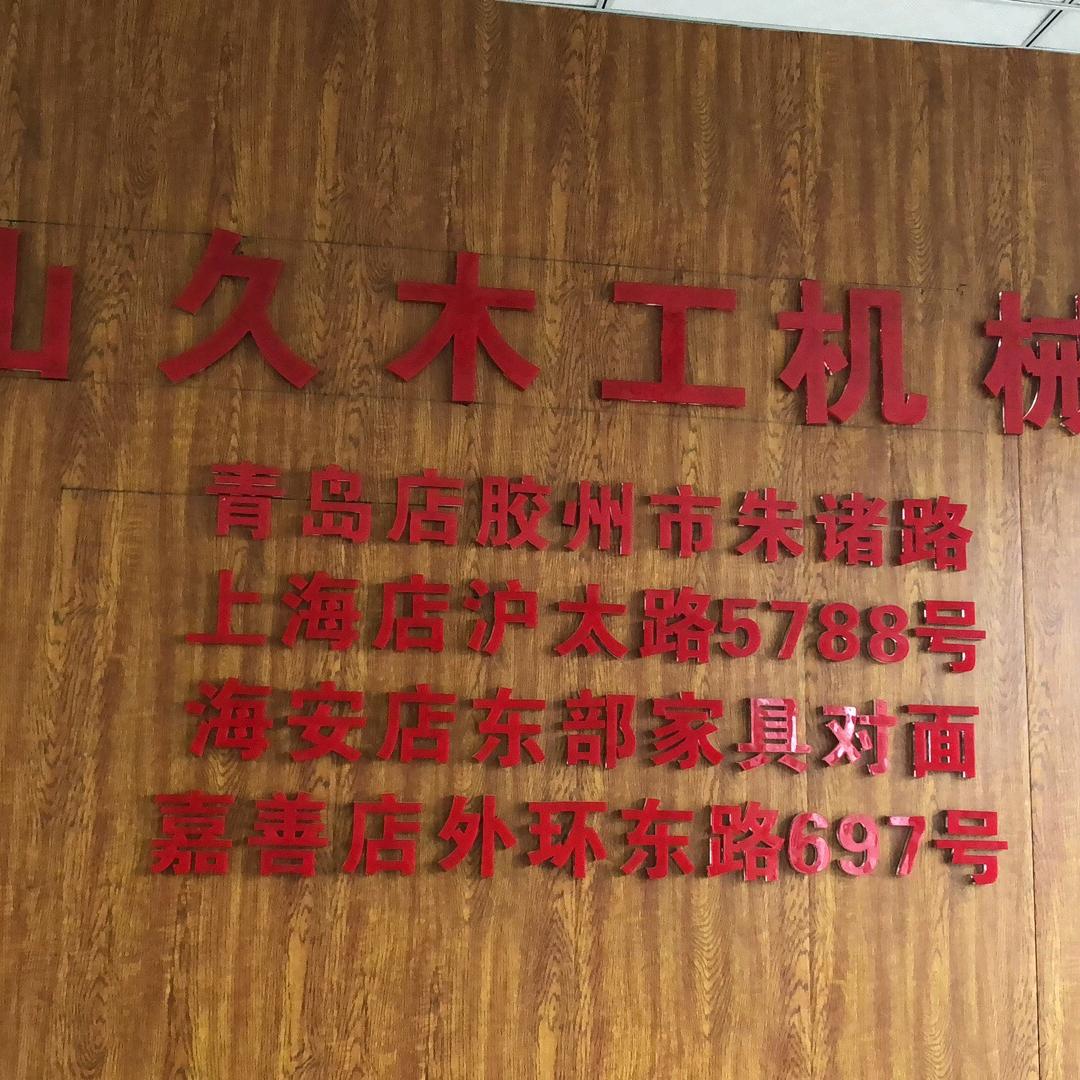 山久木工机械
青岛店胶州市朱诸路
上海店沪太路5788号
海安店东部家具对面
嘉善店外环东路697号